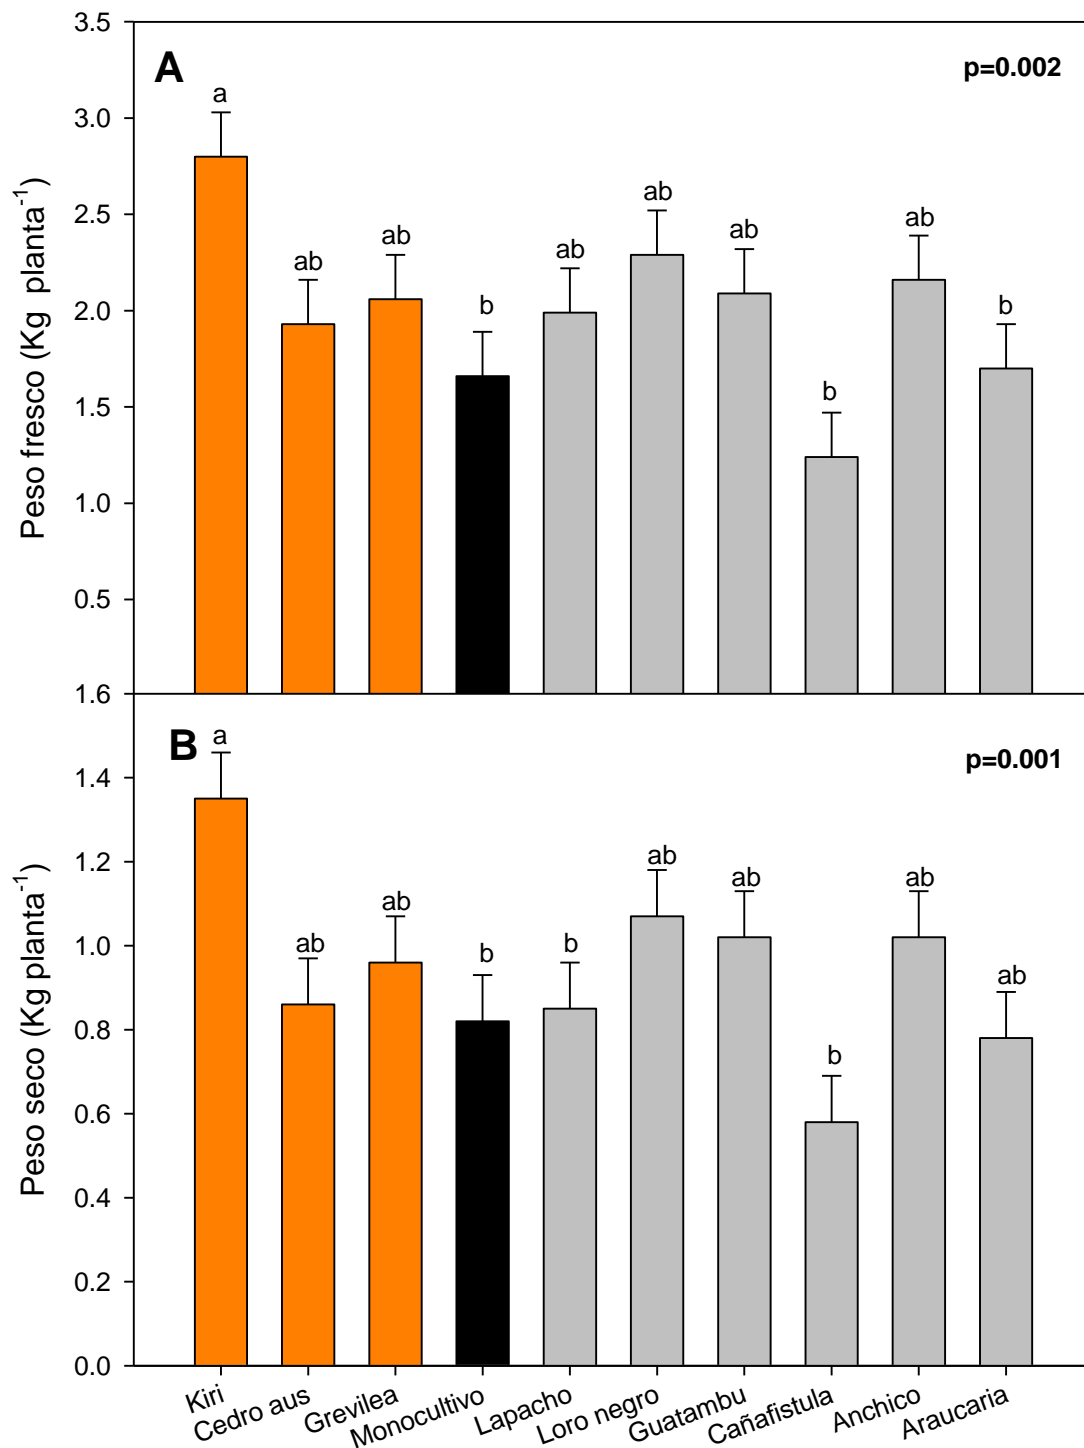 3.5
A
p=0.002
a
3.0
ab
ab
ab
ab
ab
ab
2.5
b
b
b
2.0
1.5
1.0
0.5
Peso fresco (Kg planta⁻¹)
1.6
B
p=0.001
a
1.4
1.2
ab
ab
ab
ab
ab
b
b
ab
b
1.0
0.8
0.6
0.4
0.2
0.0
Peso seco (Kg planta⁻¹)
Kiri
Cedro aus
Grevilea
Monocultivo
Lapacho
Loro negro
Guatambu
Cañafistula
Anchico
Araucaria